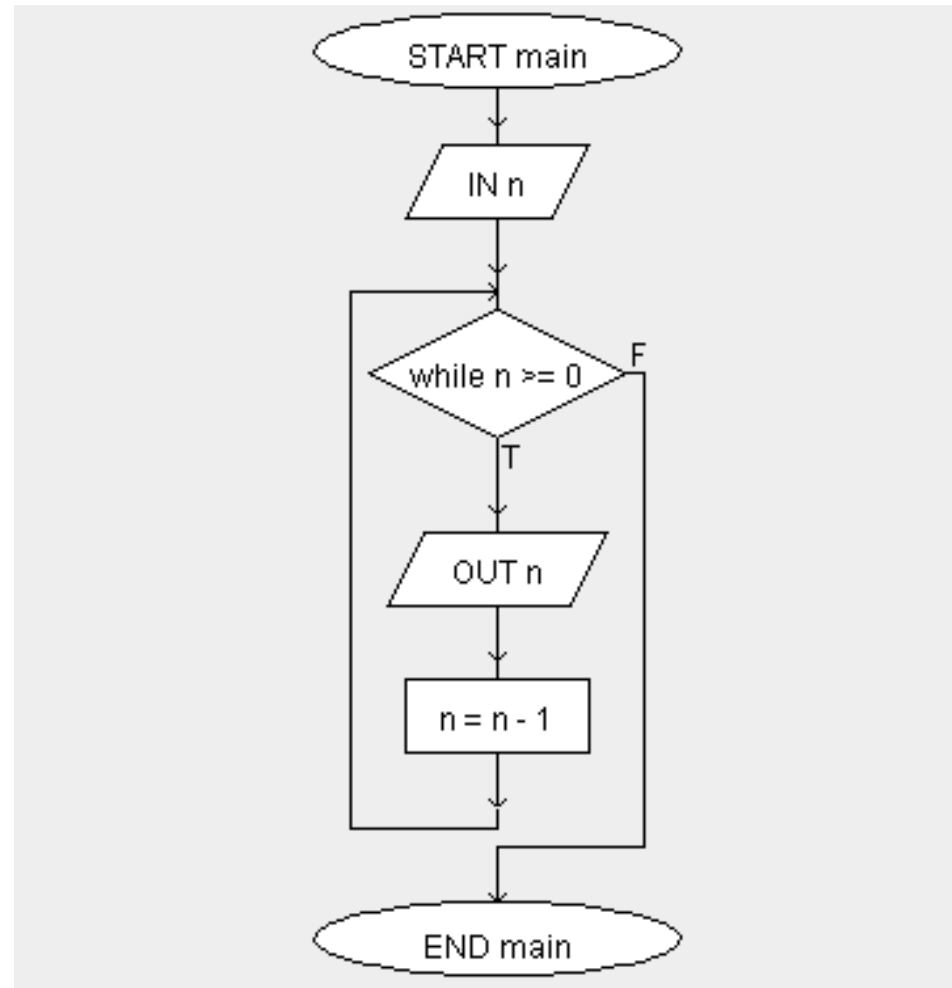 START main
IN n
while n >= 0
F
T
OUT n
n = n - 1
END main